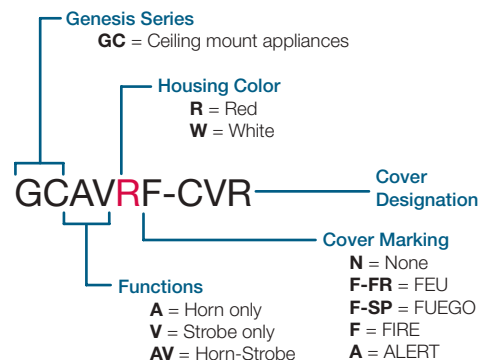 Genesis Series
GC = Ceiling mount appliances
Housing Color
R = Red
W = White
GCAVRF-CVR
Cover
Designation
Cover Marking
N = None
F-FR = FEU
F-SP = FUEGO
F = FIRE
A = ALERT
Functions
A = Horn only
V = Strobe only
AV = Horn-Strobe